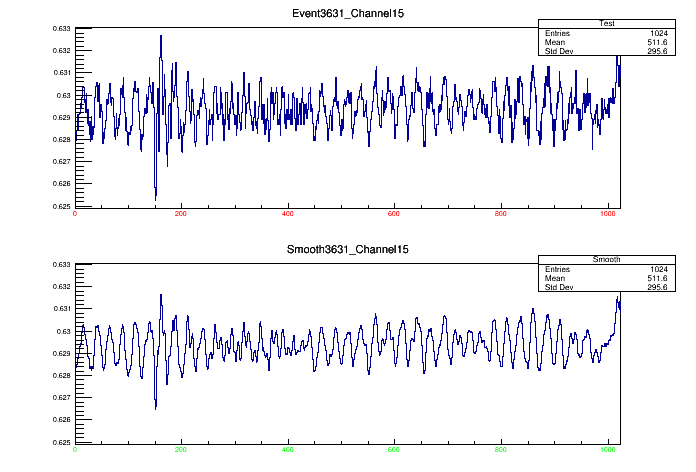 Event3631_Channel15
Test
Entries 1024
Mean 511.6
Std Dev 295.6
0.633
0.632
0.631
0.63
0.629
0.628
0.627
0.626
0.625
0 200 400 600 800 1000
Smooth3631_Channel15
Smooth
Entries 1024
Mean 511.6
Std Dev 295.6
0.633
0.632
0.631
0.63
0.629
0.628
0.627
0.626
0.625
0 200 400 600 800 1000